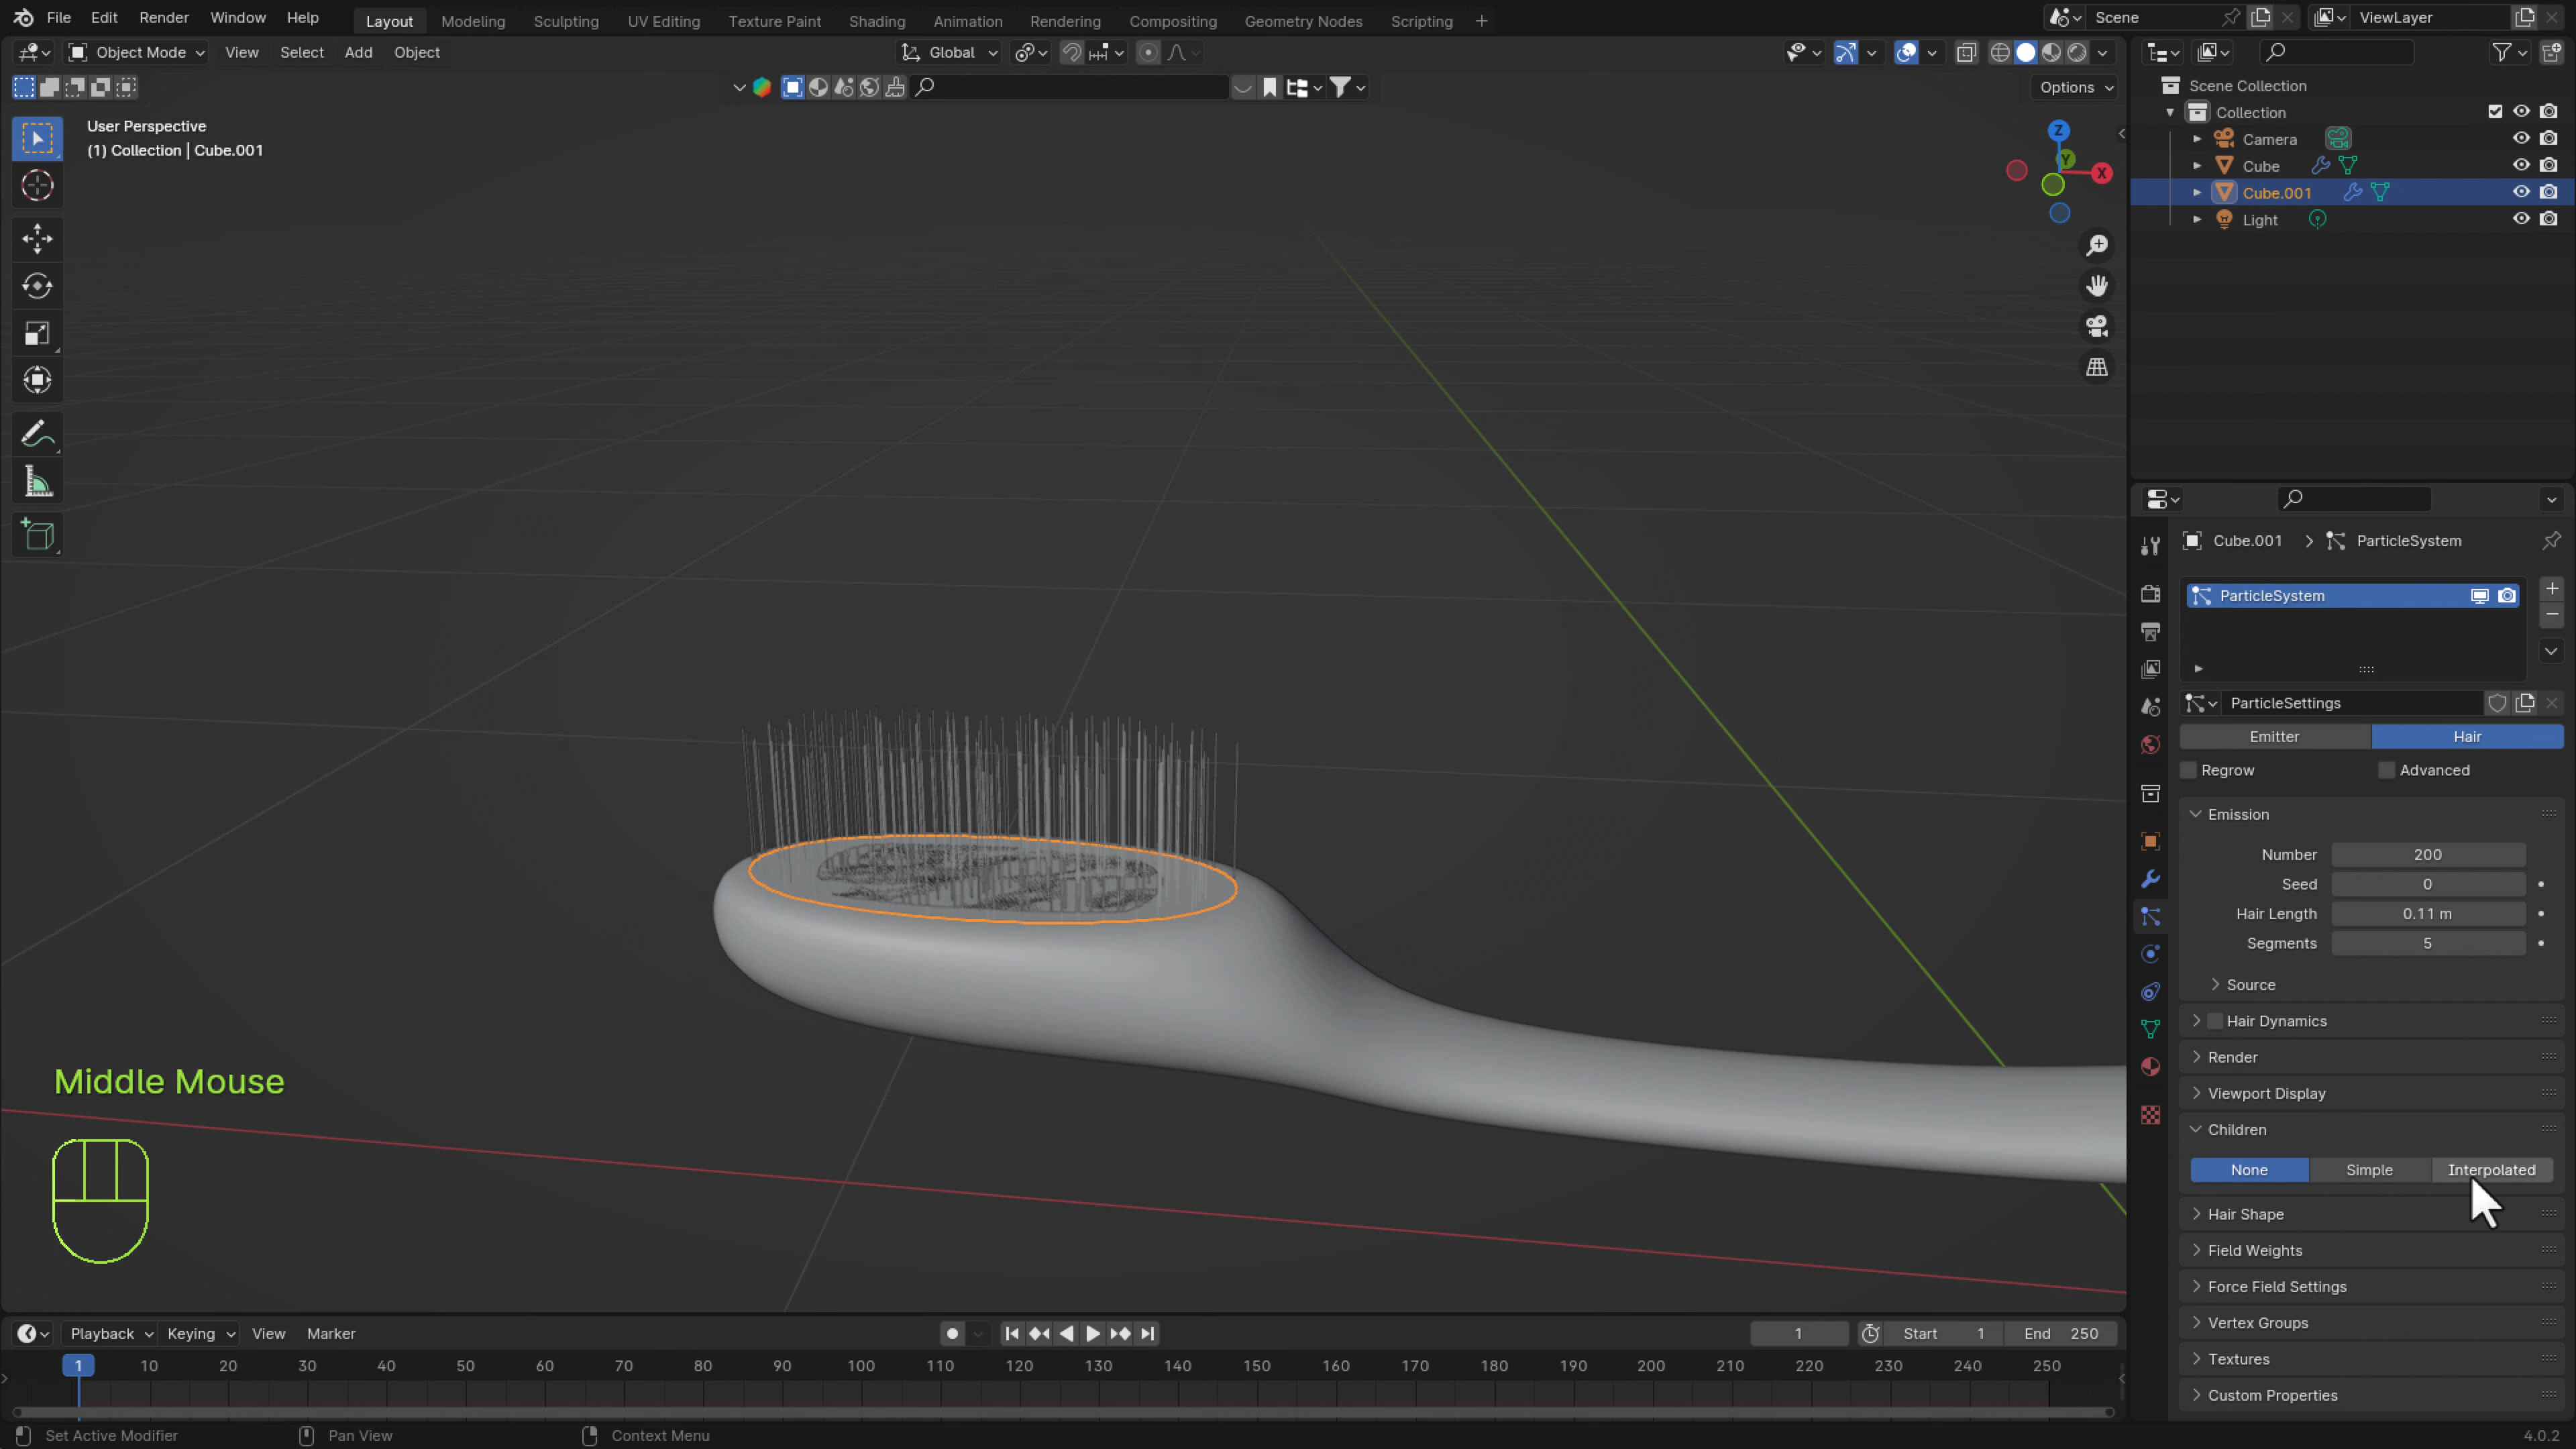 File Edit Render Window Help Layout Modeling Sculpting UV Editing Texture Paint Shading Animation Rendering Compositing Geometry Nodes Scripting + Scene ViewLayer
Object Mode View Select Add Object Global
Options
User Perspective
(1) Collection | Cube.001
Z
Y
X
Scene Collection
Collection
Camera
Cube
Cube.001
Light
Cube.001 > ParticleSystem
ParticleSystem
ParticleSettings
Emitter Hair
Regrow Advanced
Emission
Number 200
Seed 0
Hair Length 0.11 m
Segments 5
Source
Hair Dynamics
Render
Viewport Display
Children
None Simple Interpolated
Hair Shape
Field Weights
Force Field Settings
Vertex Groups
Textures
Custom Properties
Middle Mouse
Playback Keying View Marker 1 Start 1 End 250
1 10 20 30 40 50 60 70 80 90 100 110 120 130 140 150 160 170 180 190 200 210 220 230 240 250
Set Active Modifier Pan View Context Menu 4.0.2